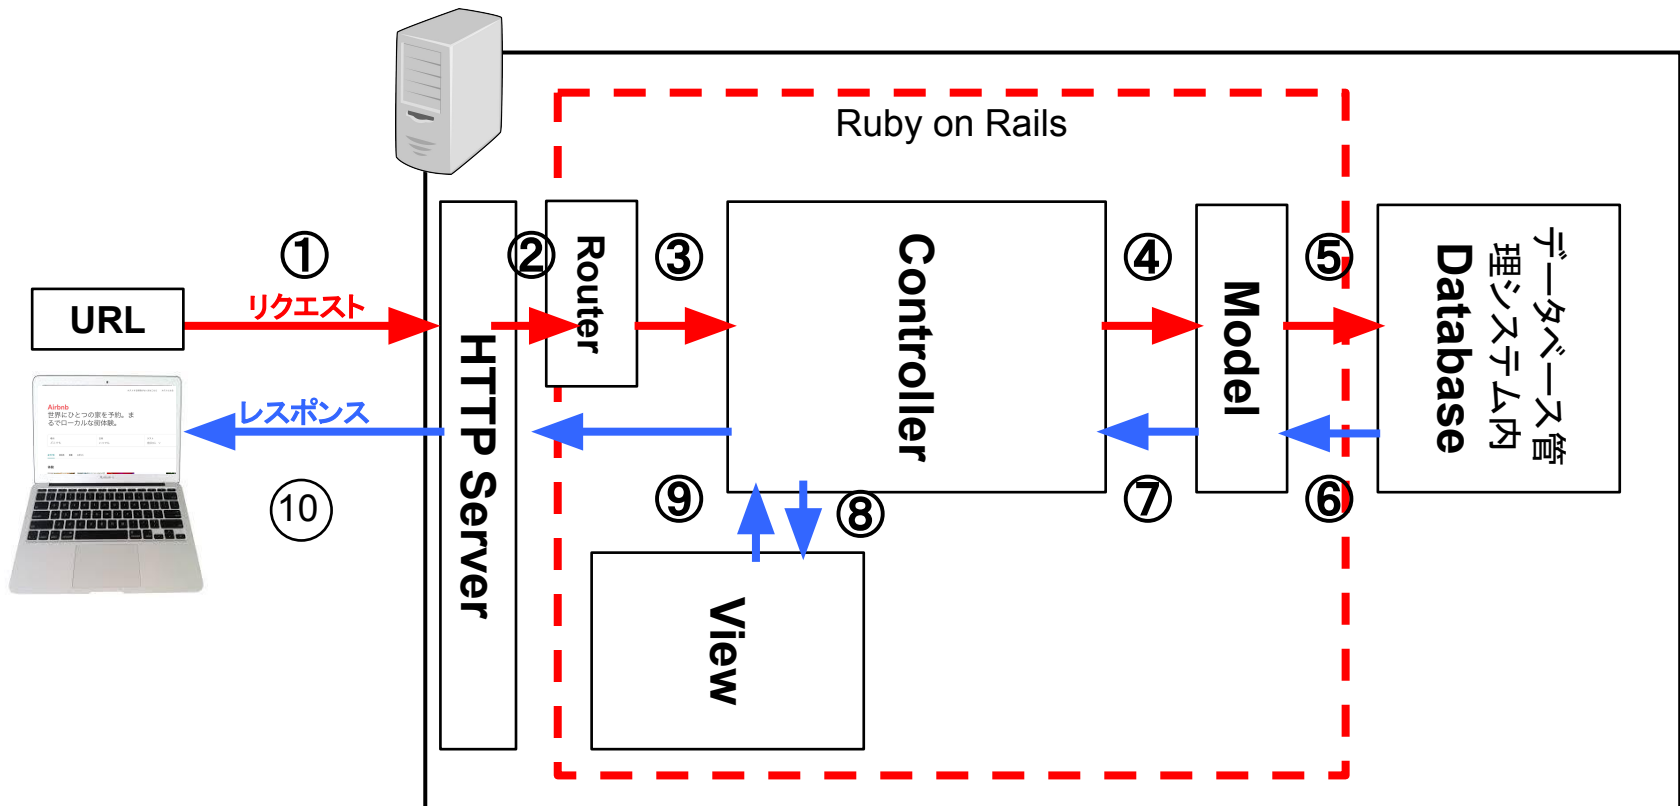 Ruby on Rails
①
②
③
④
⑤
URL
リクエスト
HTTP Server
Router
Controller
Model
データベース管
理システム内
Database
Airbnb
世界にひとつの家を予約。ま
るでローカルな街体験。
レスポンス
10
⑨
⑧
⑦
⑥
View